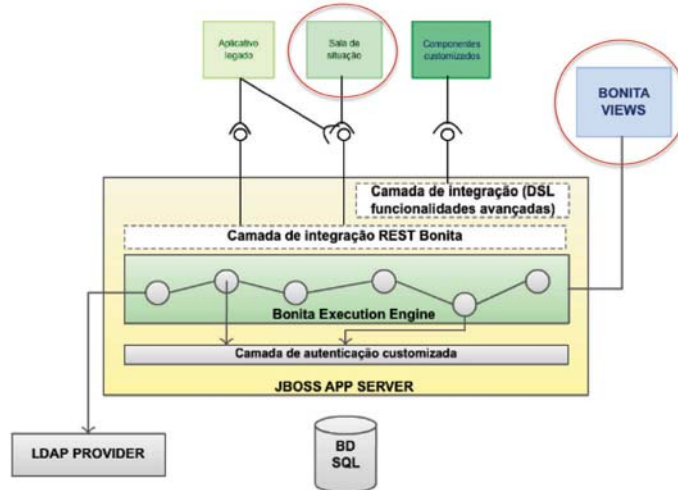 Aplicativo
legado
Sala de
situação
Componentes
customizados
BONITA
VIEWS
Camada de integração (DSL
funcionalidades avançadas)
Camada de integração REST Bonita
Bonita Execution Engine
Camada de autenticação customizada
JBOSS APP SERVER
LDAP PROVIDER
BD
SQL